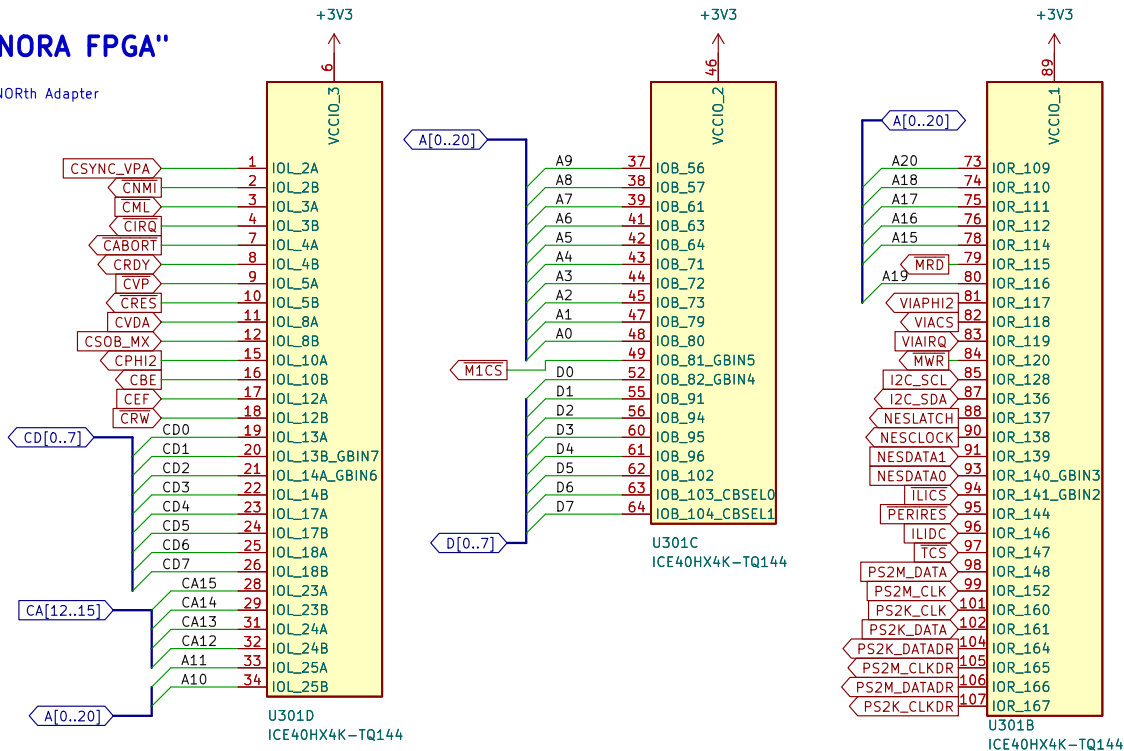 NORA FPGA"
NORth Adapter
+3V3
6
VCCIO_3
CSYNC_VPA 1 IOL_2A
CNMI 2 IOL_2B
CML 3 IOL_3A
CIRQ 4 IOL_3B
CABORT 7 IOL_4A
CRDY 8 IOL_4B
CVP 9 IOL_5A
CRES 10 IOL_5B
CVDA 11 IOL_8A
CSOB_MX 12 IOL_8B
CPHI2 15 IOL_10A
CBE 16 IOL_10B
CEF 17 IOL_12A
CRW 18 IOL_12B
CD[0..7]
CD0 19 IOL_13A
CD1 20 IOL_13B_GBIN7
CD2 21 IOL_14A_GBIN6
CD3 22 IOL_14B
CD4 23 IOL_17A
CD5 24 IOL_17B
CD6 25 IOL_18A
CD7 26 IOL_18B
CA15 28 IOL_23A
CA[12..15]
CA14 29 IOL_23B
CA13 31 IOL_24A
CA12 32 IOL_24B
A11 33 IOL_25A
A10 34 IOL_25B
A[0..20]
U301D
ICE40HX4K-TQ144
+3V3
46
VCCIO_2
A[0..20]
A9 37 IOB_56
A8 38 IOB_57
A7 39 IOB_61
A6 41 IOB_63
A5 42 IOB_64
A4 43 IOB_71
A3 44 IOB_72
A2 45 IOB_73
A1 47 IOB_79
A0 48 IOB_80
M1CS 49 IOB_81_GBIN5
D0 52 IOB_82_GBIN4
D1 55 IOB_91
D2 56 IOB_94
D3 60 IOB_95
D4 61 IOB_96
D5 62 IOB_102
D6 63 IOB_103_CBSEL0
D7 64 IOB_104_CBSEL1
D[0..7]
U301C
ICE40HX4K-TQ144
+3V3
89
VCCIO_1
A[0..20]
A20 73 IOR_109
A18 74 IOR_110
A17 75 IOR_111
A16 76 IOR_112
A15 78 IOR_114
MRD 79 IOR_115
A19 80 IOR_116
VIAPHI2 81 IOR_117
VIACS 82 IOR_118
VIAIRQ 83 IOR_119
MWR 84 IOR_120
I2C_SCL 85 IOR_128
I2C_SDA 87 IOR_136
NESLATCH 88 IOR_137
NESCLOCK 90 IOR_138
NESDATA1 91 IOR_139
NESDATA0 93 IOR_140_GBIN3
ILICS 94 IOR_141_GBIN2
PERIRES 95 IOR_144
ILIDC 96 IOR_146
TCS 97 IOR_147
PS2M_DATA 98 IOR_148
PS2M_CLK 99 IOR_152
PS2K_CLK 101 IOR_160
PS2K_DATA 102 IOR_161
PS2K_DATADR 104 IOR_164
PS2M_CLKDR 105 IOR_165
PS2M_DATADR 106 IOR_166
PS2K_CLKDR 107 IOR_167
U301B
ICE40HX4K-TQ144